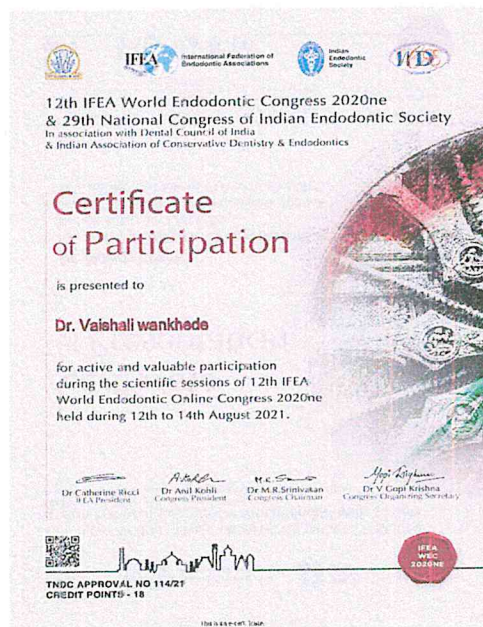 IFEA
International Federation of
Endodontic Associations
Indian
Endodontic
Society
12th IFEA World Endodontic Congress 2020ne
& 29th National Congress of Indian Endodontic Society
In association with Dental Council of India
& Indian Association of Conservative Dentistry & Endodontics
Certificate
of Participation
is presented to
Dr. Vaishali wankhede
for active and valuable participation
during the scientific sessions of 12th IFEA
World Endodontic Online Congress 2020ne
held during 12th to 14th August 2021.
Dr Catherine Ricci
IFEA President
Dr Anil Kohli
Congress President
Dr M.R.Srinivasan
Congress Chairman
Dr V Gopi Krishna
Congress Organizing Secretary
IFEA
WEC
2020NE
TNDC APPROVAL NO 114/21
CREDIT POINTS - 18